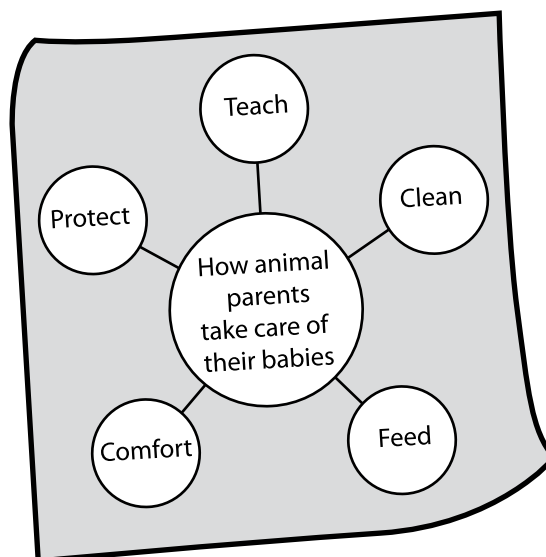 Teach
Clean
Protect
How animal
parents
take care of
their babies
Comfort
Feed